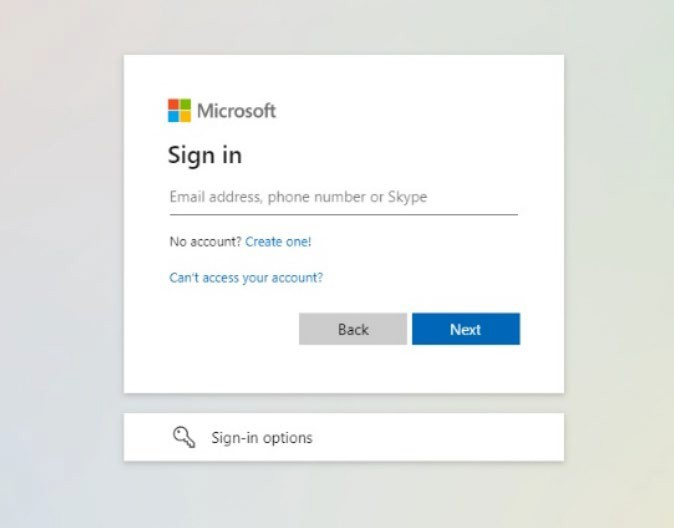 Microsoft
Sign in
Email address, phone number or Skype
No account? Create one!
Can't access your account?
Back Next
Sign-in options